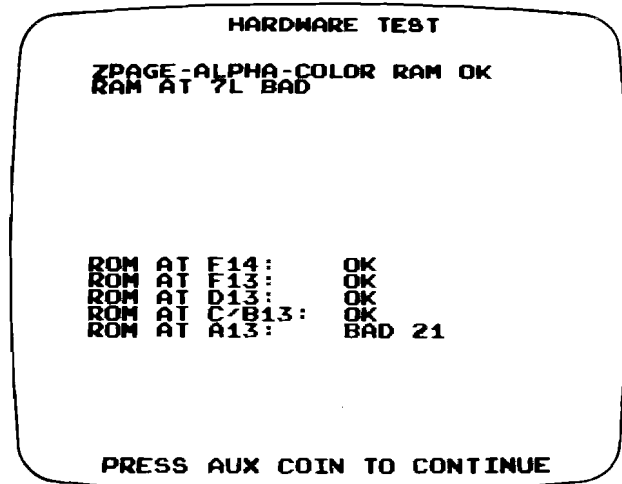 HARDWARE TEST
ZPAGE-ALPHA-COLOR RAM OK
RAM AT 7L BAD
ROM AT F14: OK
ROM AT F13: OK
ROM AT D13: OK
ROM AT C/B13: OK
ROM AT A13: BAD 21
PRESS AUX COIN TO CONTINUE